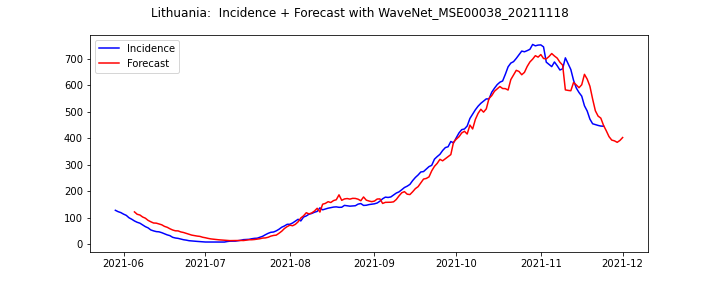 Lithuania:  Incidence + Forecast with WaveNet_MSE00038_20211118
Incidence
Forecast
700
600
500
400
300
200
100
0
2021-06 2021-07 2021-08 2021-09 2021-10 2021-11 2021-12